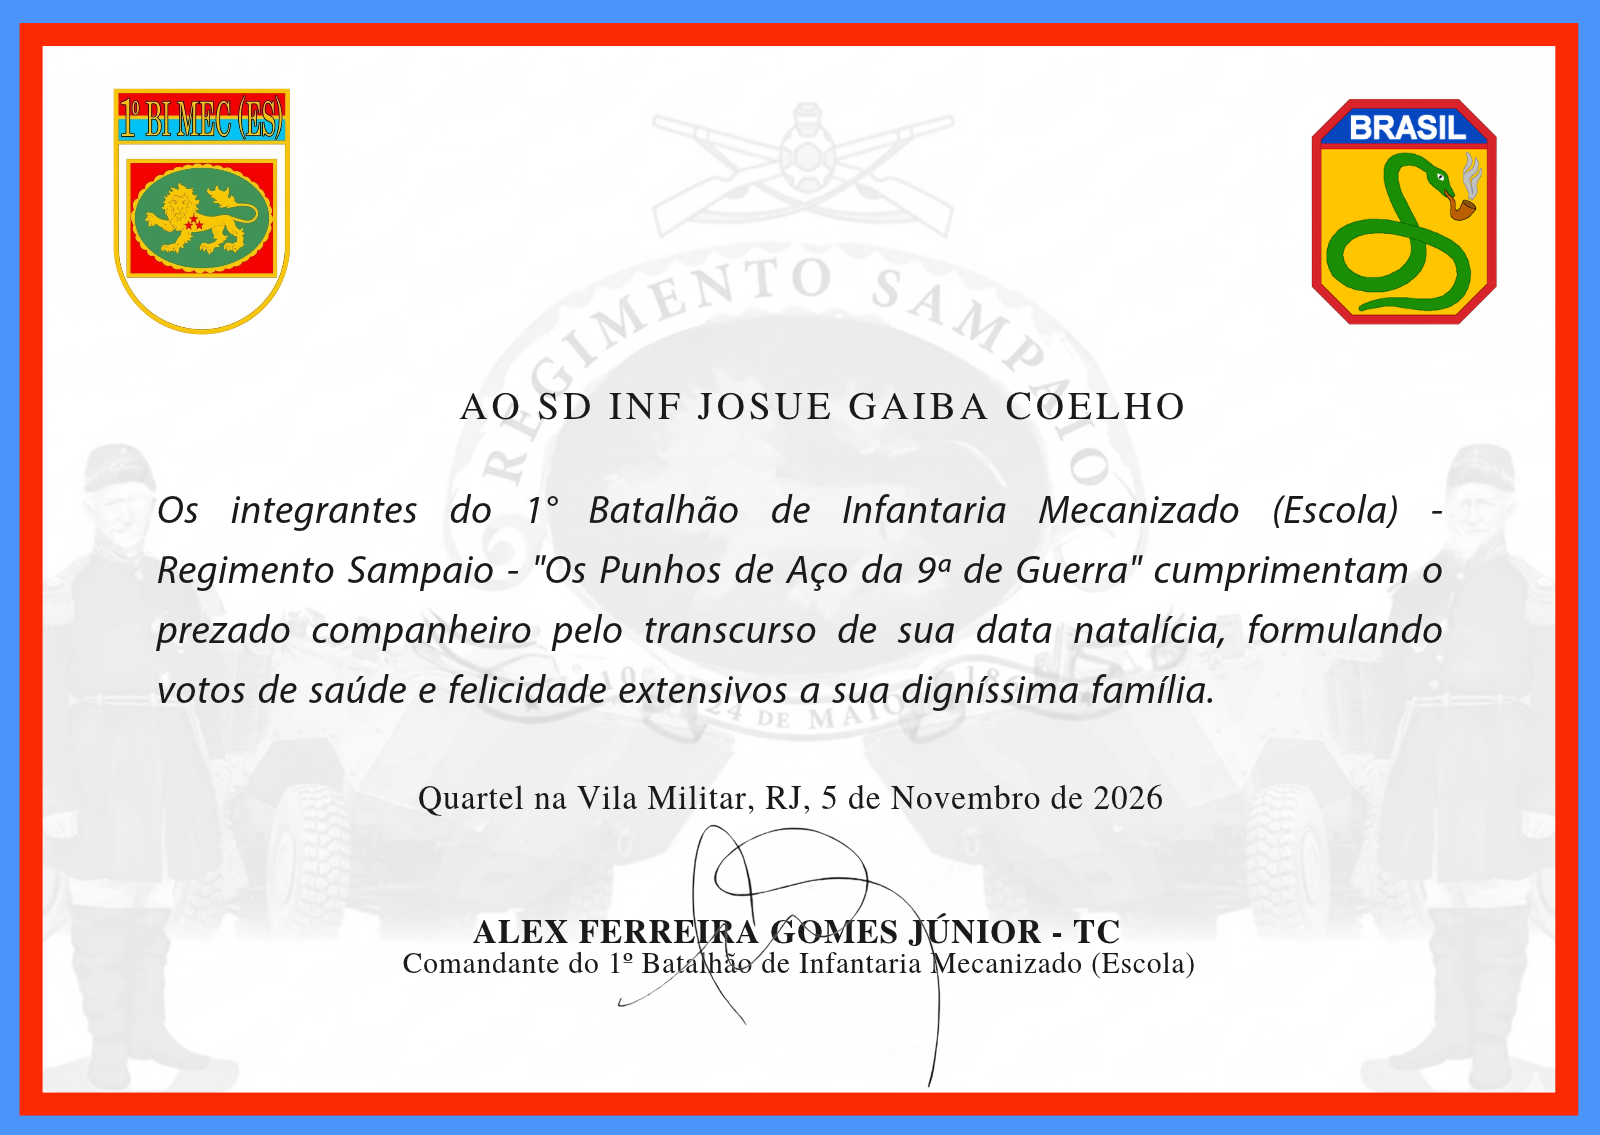 1º BI MEC (ES)
BRASIL
REGIMENTO SAMPAIO
AO SD INF JOSUE GAIBA COELHO
Os integrantes do 1° Batalhão de Infantaria Mecanizado (Escola) -
Regimento Sampaio - "Os Punhos de Aço da 9ª de Guerra" cumprimentam o
prezado companheiro pelo transcurso de sua data natalícia, formulando
votos de saúde e felicidade extensivos a sua digníssima família.
24 DE MAIO
Quartel na Vila Militar, RJ, 5 de Novembro de 2026
ALEX FERREIRA GOMES JÚNIOR - TC
Comandante do 1º Batalhão de Infantaria Mecanizado (Escola)